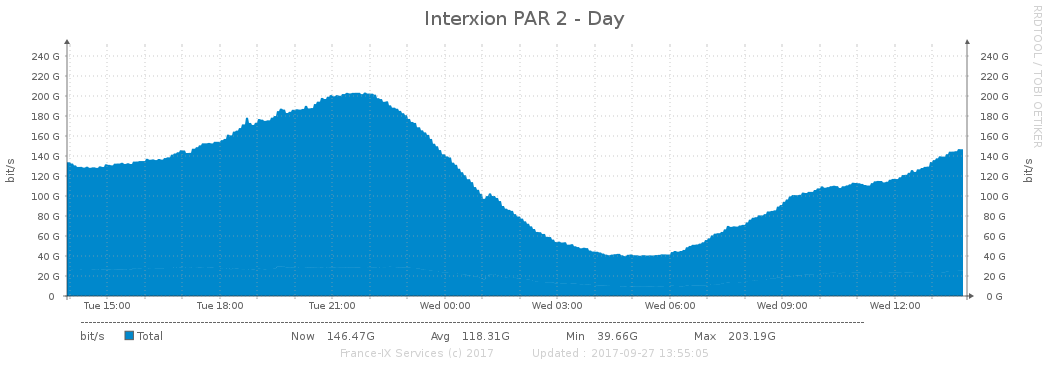 Interxion PAR 2 - Day
RRDTOOL / TOBI OETIKER
240 G 240 G
220 G 220 G
200 G 200 G
180 G 180 G
160 G 160 G
140 G 140 G
120 G 120 G
100 G 100 G
80 G 80 G
60 G 60 G
40 G 40 G
20 G 20 G
0 0 G
bit/s
bit/s
Tue 15:00 Tue 18:00 Tue 21:00 Wed 00:00 Wed 03:00 Wed 06:00 Wed 09:00 Wed 12:00
bit/s Total Now 146.47G Avg 118.31G Min 39.66G Max 203.19G
France-IX Services (c) 2017 Updated : 2017-09-27 13:55:05